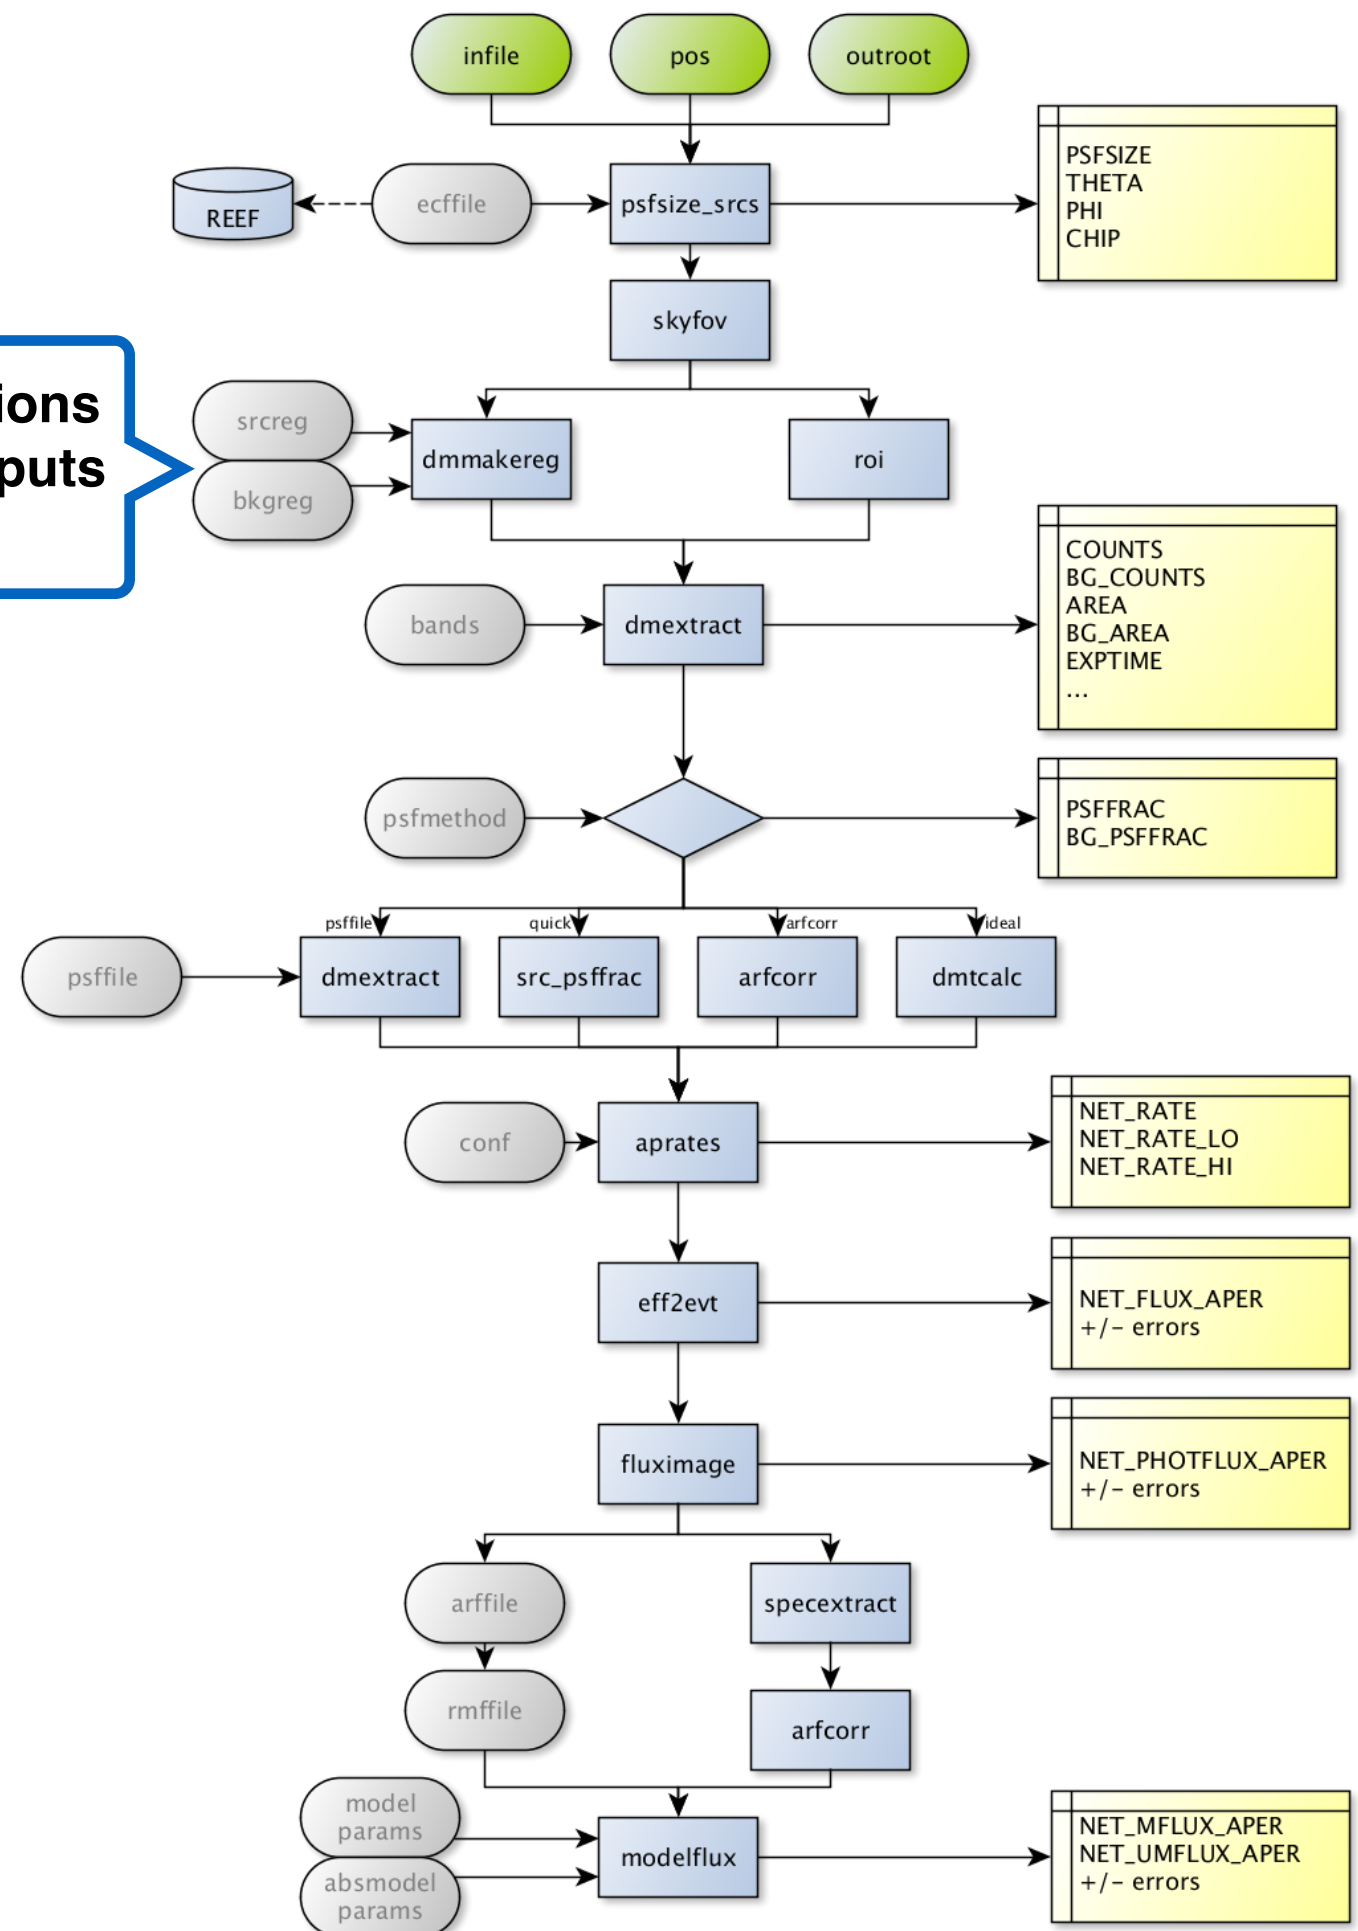 infile
pos
outroot
REEF
ecffile
psfsize_srcs
PSFSIZE
THETA
PHI
CHIP
skyfov
ions
puts
srcreg
bkgreg
dmmakereg
roi
bands
dmextract
COUNTS
BG_COUNTS
AREA
BG_AREA
EXPTIME
...
psfmethod
PSFFRAC
BG_PSFFRAC
psffile
quick
arfcorr
ideal
psffile
dmextract
src_psffrac
arfcorr
dmtcalc
conf
aprates
NET_RATE
NET_RATE_LO
NET_RATE_HI
eff2evt
NET_FLUX_APER
+/- errors
fluximage
NET_PHOTFLUX_APER
+/- errors
arffile
specextract
rmffile
arfcorr
model
params
absmodel
params
modelflux
NET_MFLUX_APER
NET_UMFLUX_APER
+/- errors